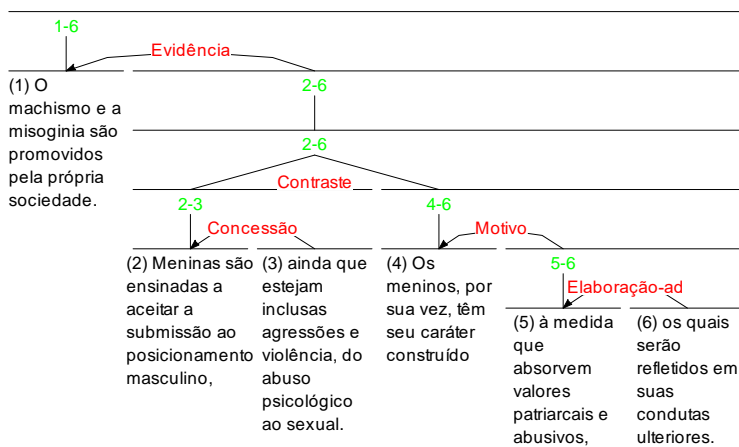 1-6
Evidência
(1) O
machismo e a
misoginia são
promovidos
pela própria
sociedade.
2-6
2-6
Contraste
2-3
4-6
Concessão
Motivo
(2) Meninas são
ensinadas a
aceitar a
submissão ao
posicionamento
masculino,
(3) ainda que
estejam
inclusas
agressões e
violência, do
abuso
psicológico
ao sexual.
(4) Os
meninos, por
sua vez, têm
seu caráter
construído
5-6
Elaboração-ad
(5) à medida
que
absorvem
valores
patriarcais e
abusivos,
(6) os quais
serão
refletidos em
suas
condutas
ulteriores.